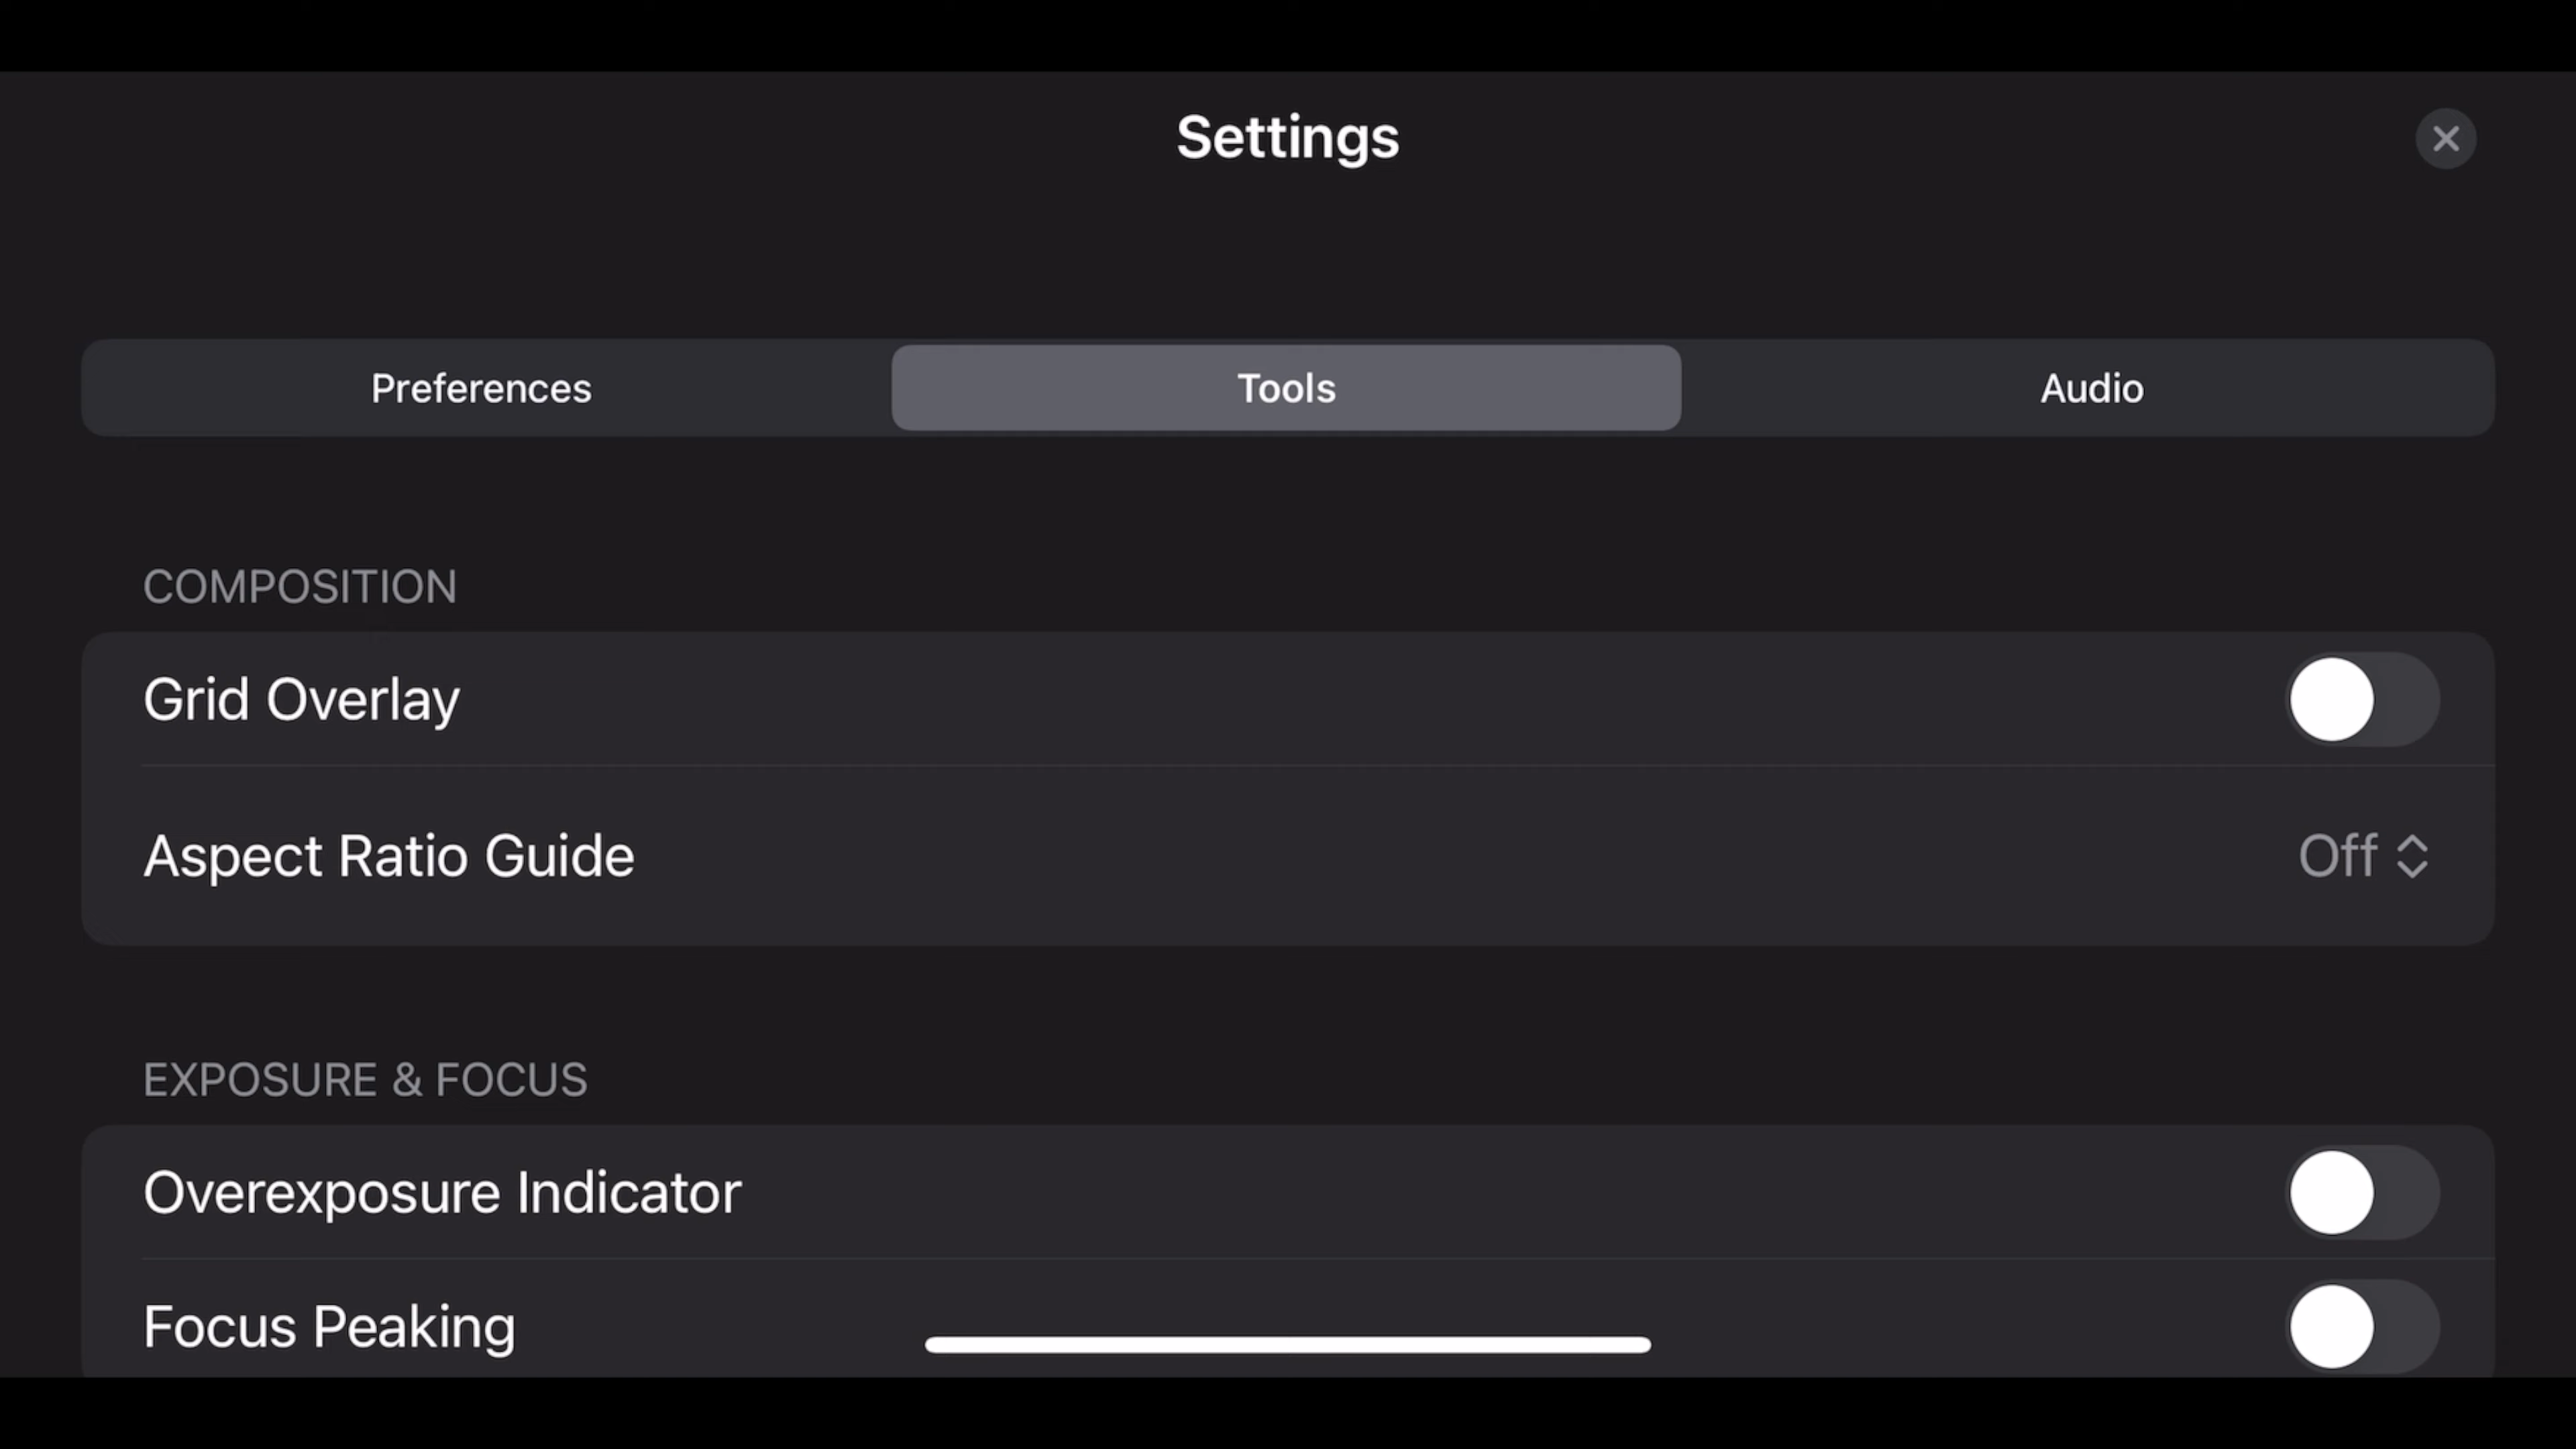 Settings
Preferences
Tools
Audio
COMPOSITION
Grid Overlay
Aspect Ratio Guide
Off
EXPOSURE & FOCUS
Overexposure Indicator
Focus Peaking